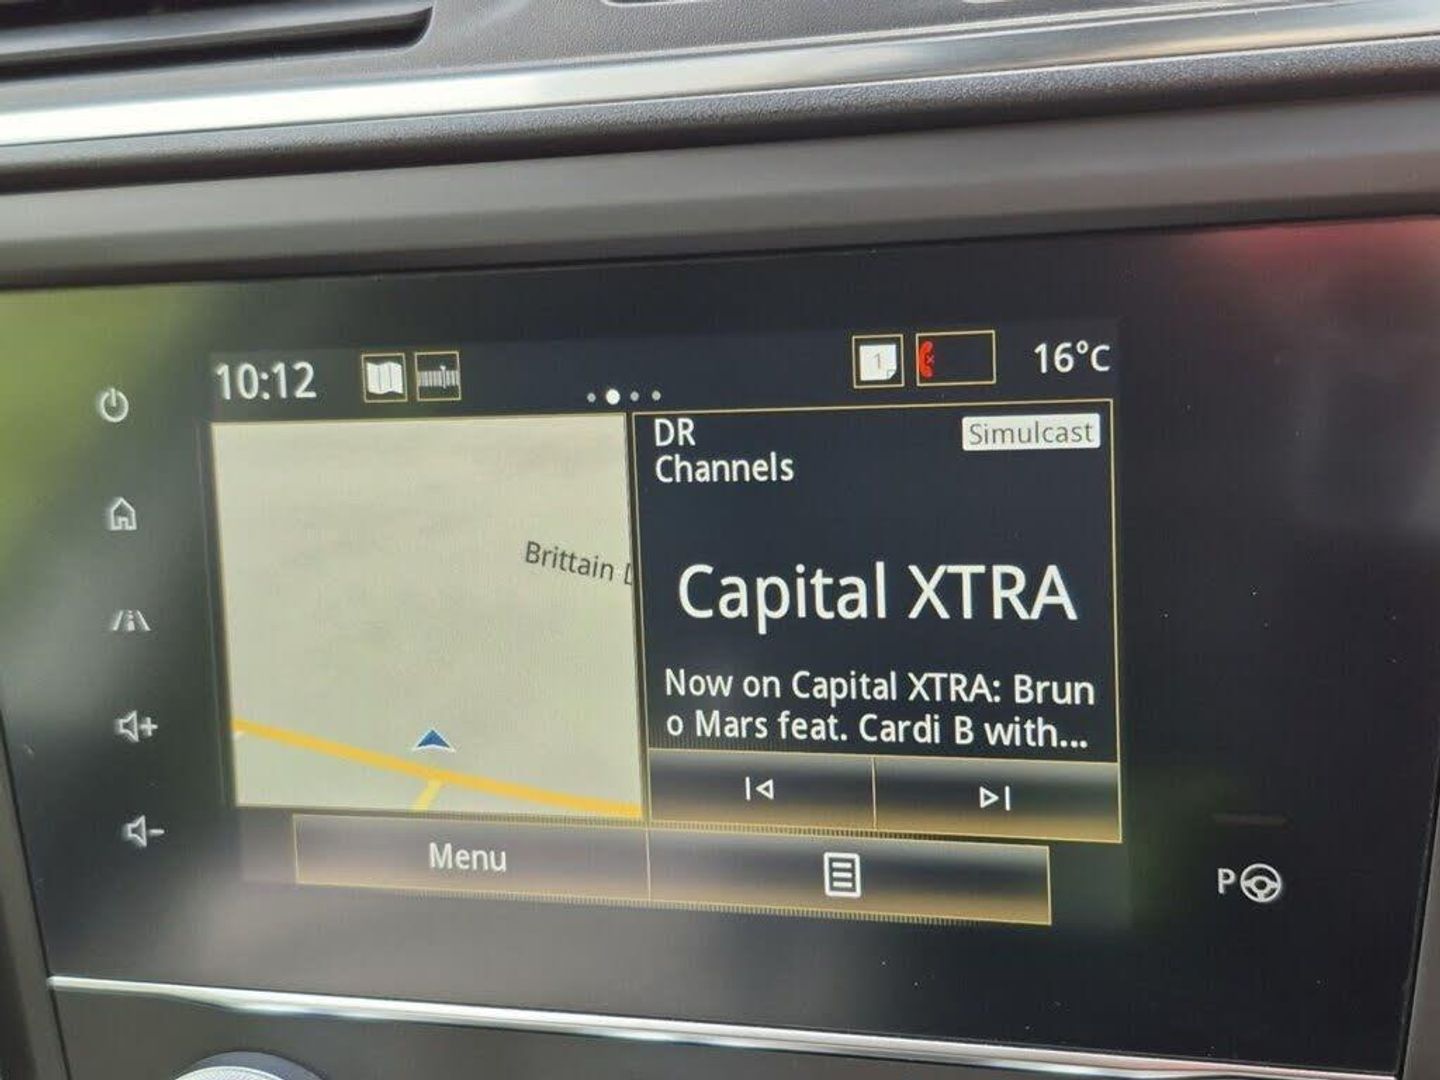 10:12
1
16°C
DR
Channels
Simulcast
Brittain
Capital XTRA
Now on Capital XTRA: Brun
o Mars feat. Cardi B with...
Menu
P